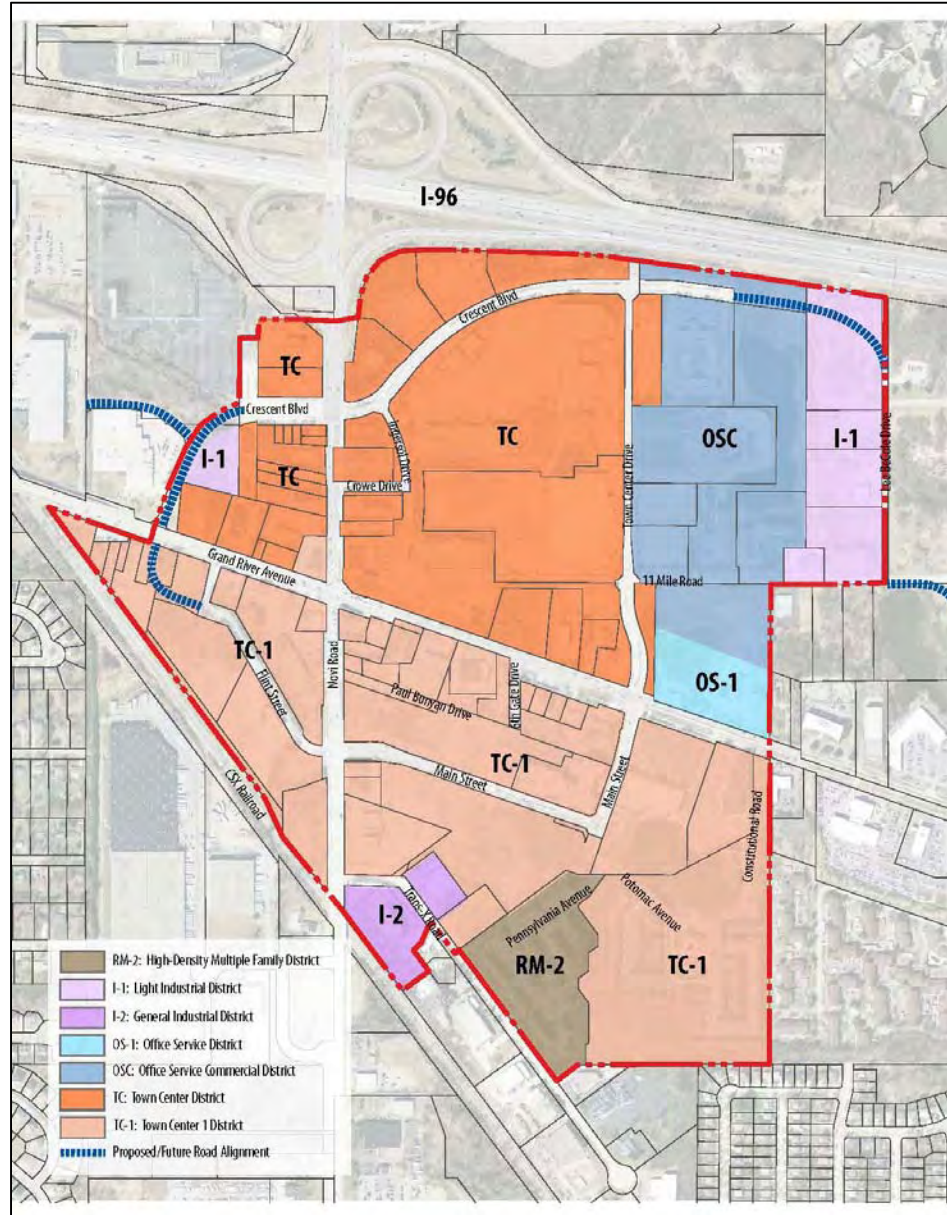 I-96
Crescent Blvd
TC
Crescent Blvd
Ingersol Drive
TC
OSC
I-1
I-1
TC
Crowe Drive
Town Center Drive
Grand River Avenue
11 Mile Road
TC-1
Novi Road
OS-1
Flint Street
Paul Bunyan Drive
6th Gate Drive
TC-1
Main Street
Main Street
CSX Railroad
Constitutional Road
Potomac Avenue
Pennsylvania Avenue
I-2
Trans-X Road
RM-2
TC-1
RM-2: High-Density Multiple Family District
I-1: Light Industrial District
I-2: General Industrial District
OS-1: Office Service District
OSC: Office Service Commercial District
TC: Town Center District
TC-1: Town Center 1 District
Proposed/Future Road Alignment